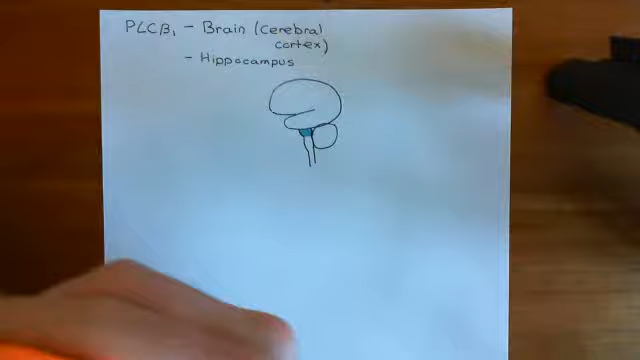 PLCβ₁ - Brain (cerebral
cortex)
- Hippocampus